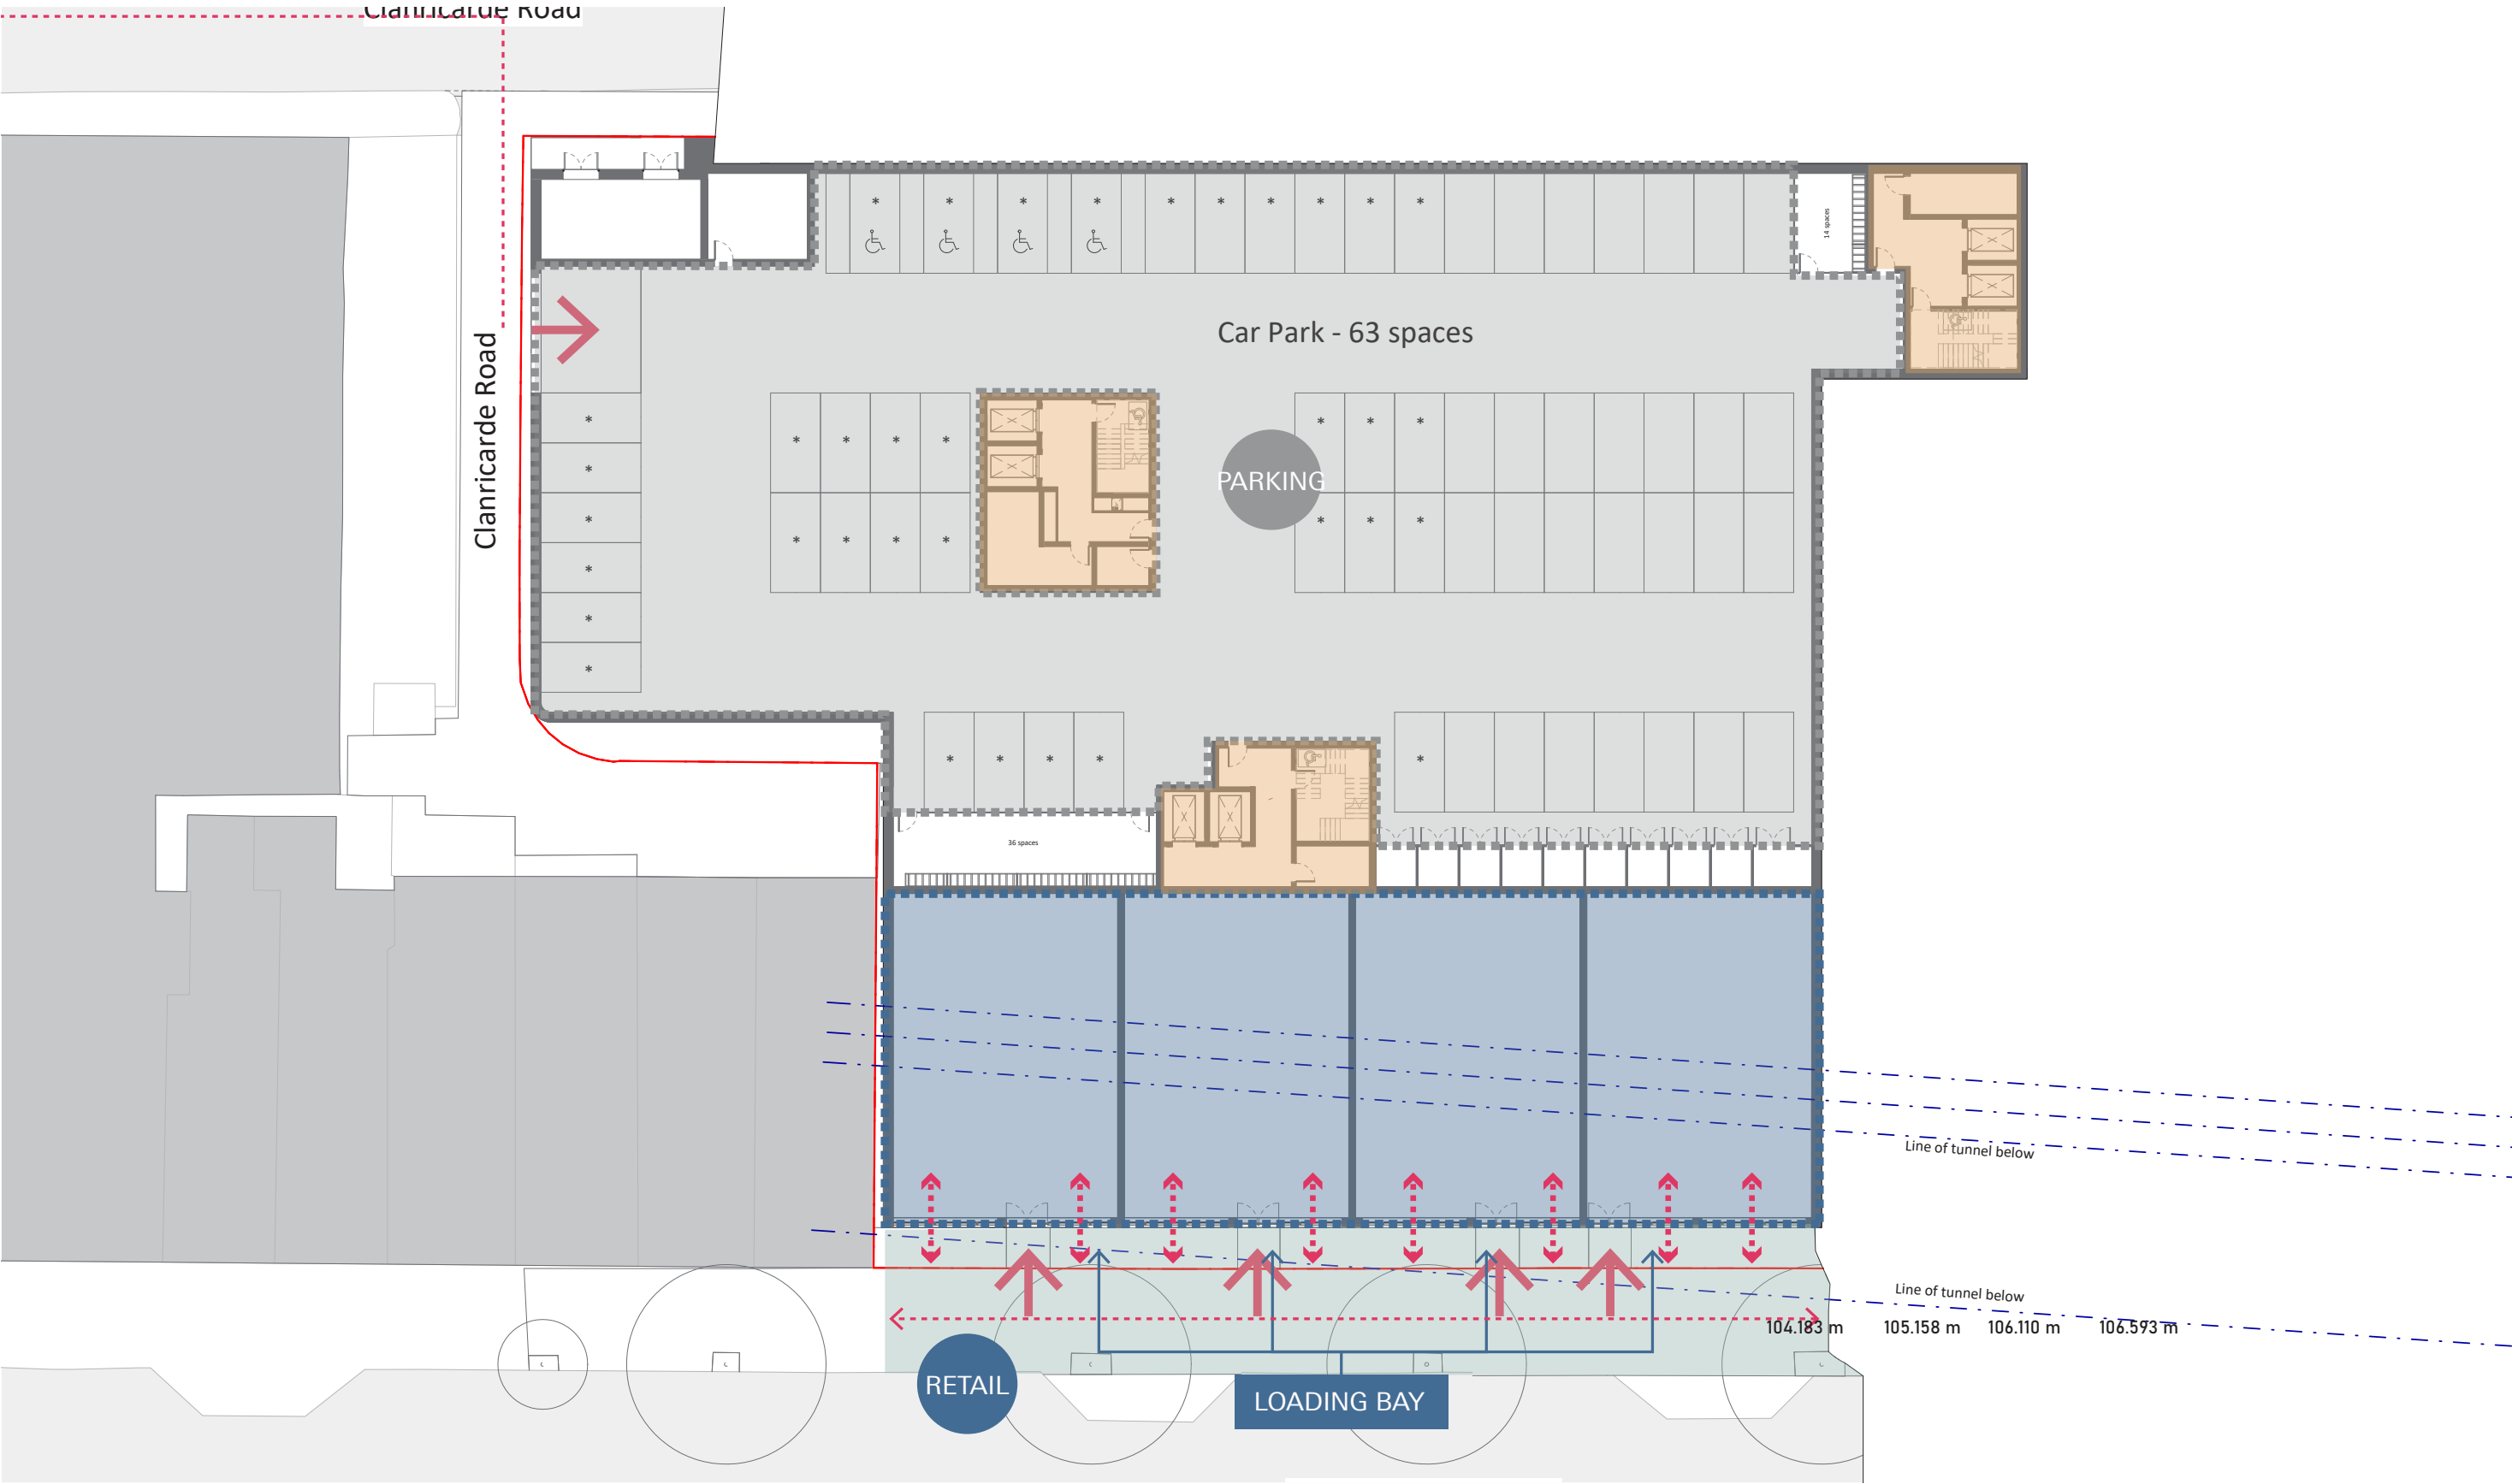 Clanricarde Road
14 spaces
Car Park - 63 spaces
Clanricarde Road
PARKING
36 spaces
Line of tunnel below
Line of tunnel below
104.183 m 105.158 m 106.110 m 106.593 m
RETAIL
LOADING BAY